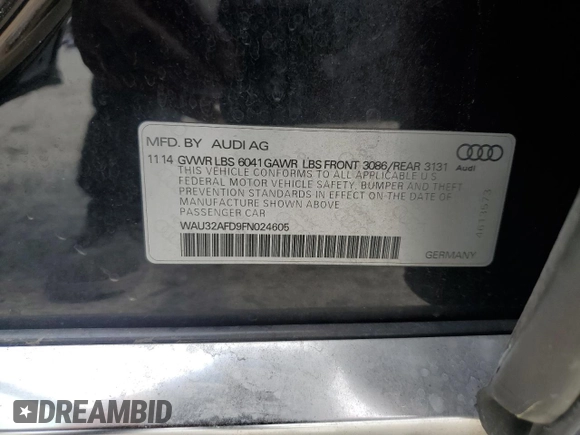 MFD. BY AUDI AG
11 14 GVWR LBS 6041 GAWR LBS FRONT 3086/REAR 3131
THIS VEHICLE CONFORMS TO ALL APPLICABLE U.S.
FEDERAL MOTOR VEHICLE SAFETY, BUMPER AND THEFT
PREVENTION STANDARDS IN EFFECT ON THE DATE OF
MANUFACTURE SHOWN ABOVE.
PASSENGER CAR
WAU32AFD9FN024605
Audi
GERMANY
DREAMBID